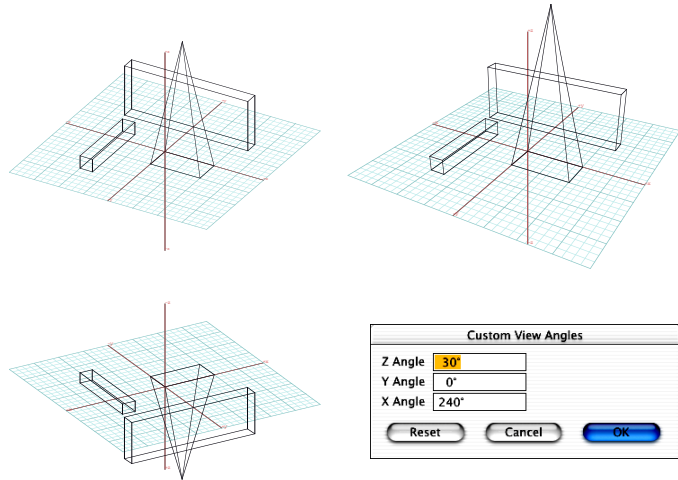 Custom View Angles
Z Angle 30°
Y Angle 0°
X Angle 240°
Reset Cancel OK